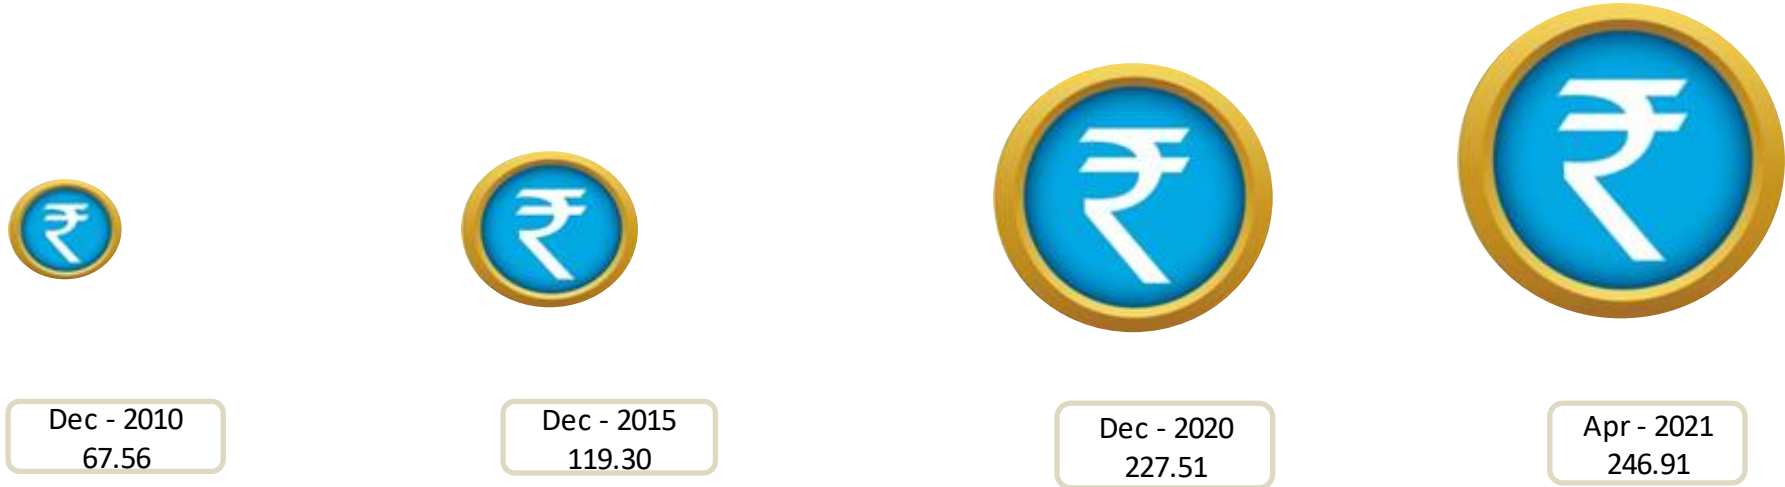 ₹
₹
₹
₹
Dec - 2010
67.56
Dec - 2015
119.30
Dec - 2020
227.51
Apr - 2021
246.91